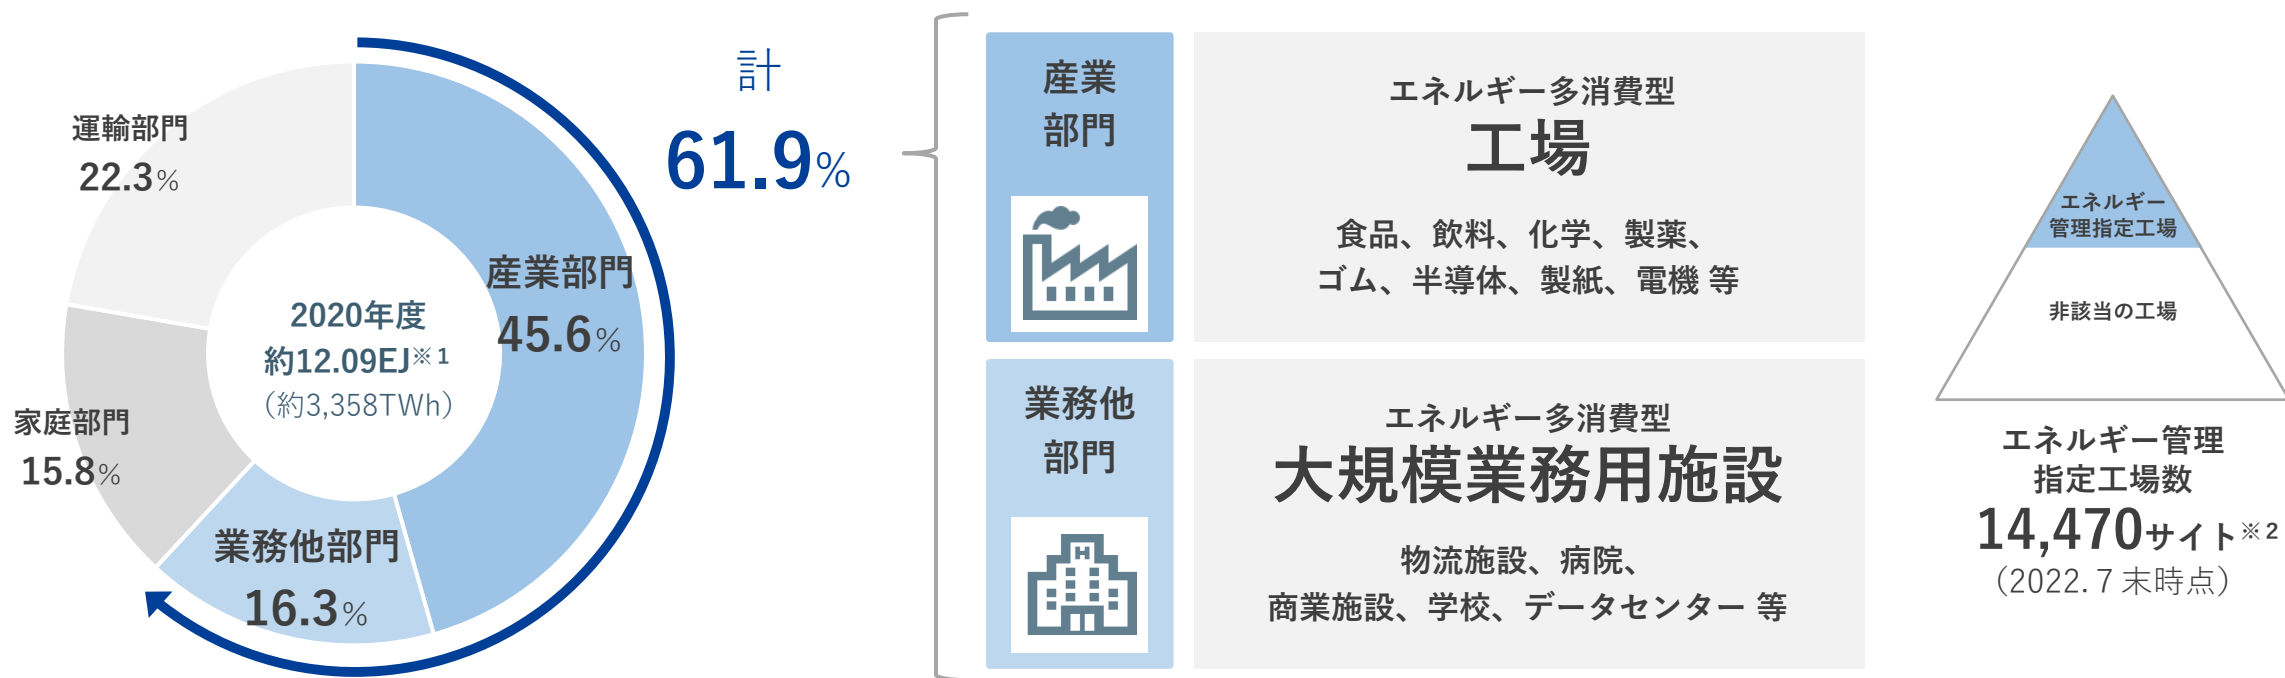 計
61.9%
運輸部門
22.3%
産業部門
45.6%
2020年度
約12.09EJ※1
（約3,358TWh）
家庭部門
15.8%
業務他部門
16.3%
産業
部門
エネルギー多消費型
工場
食品、飲料、化学、製薬、
ゴム、半導体、製紙、電機 等
業務他
部門
エネルギー多消費型
大規模業務用施設
物流施設、病院、
商業施設、学校、データセンター 等
H
エネルギー
管理指定工場
非該当の工場
エネルギー管理
指定工場数
14,470サイト※2
（2022.７末時点）